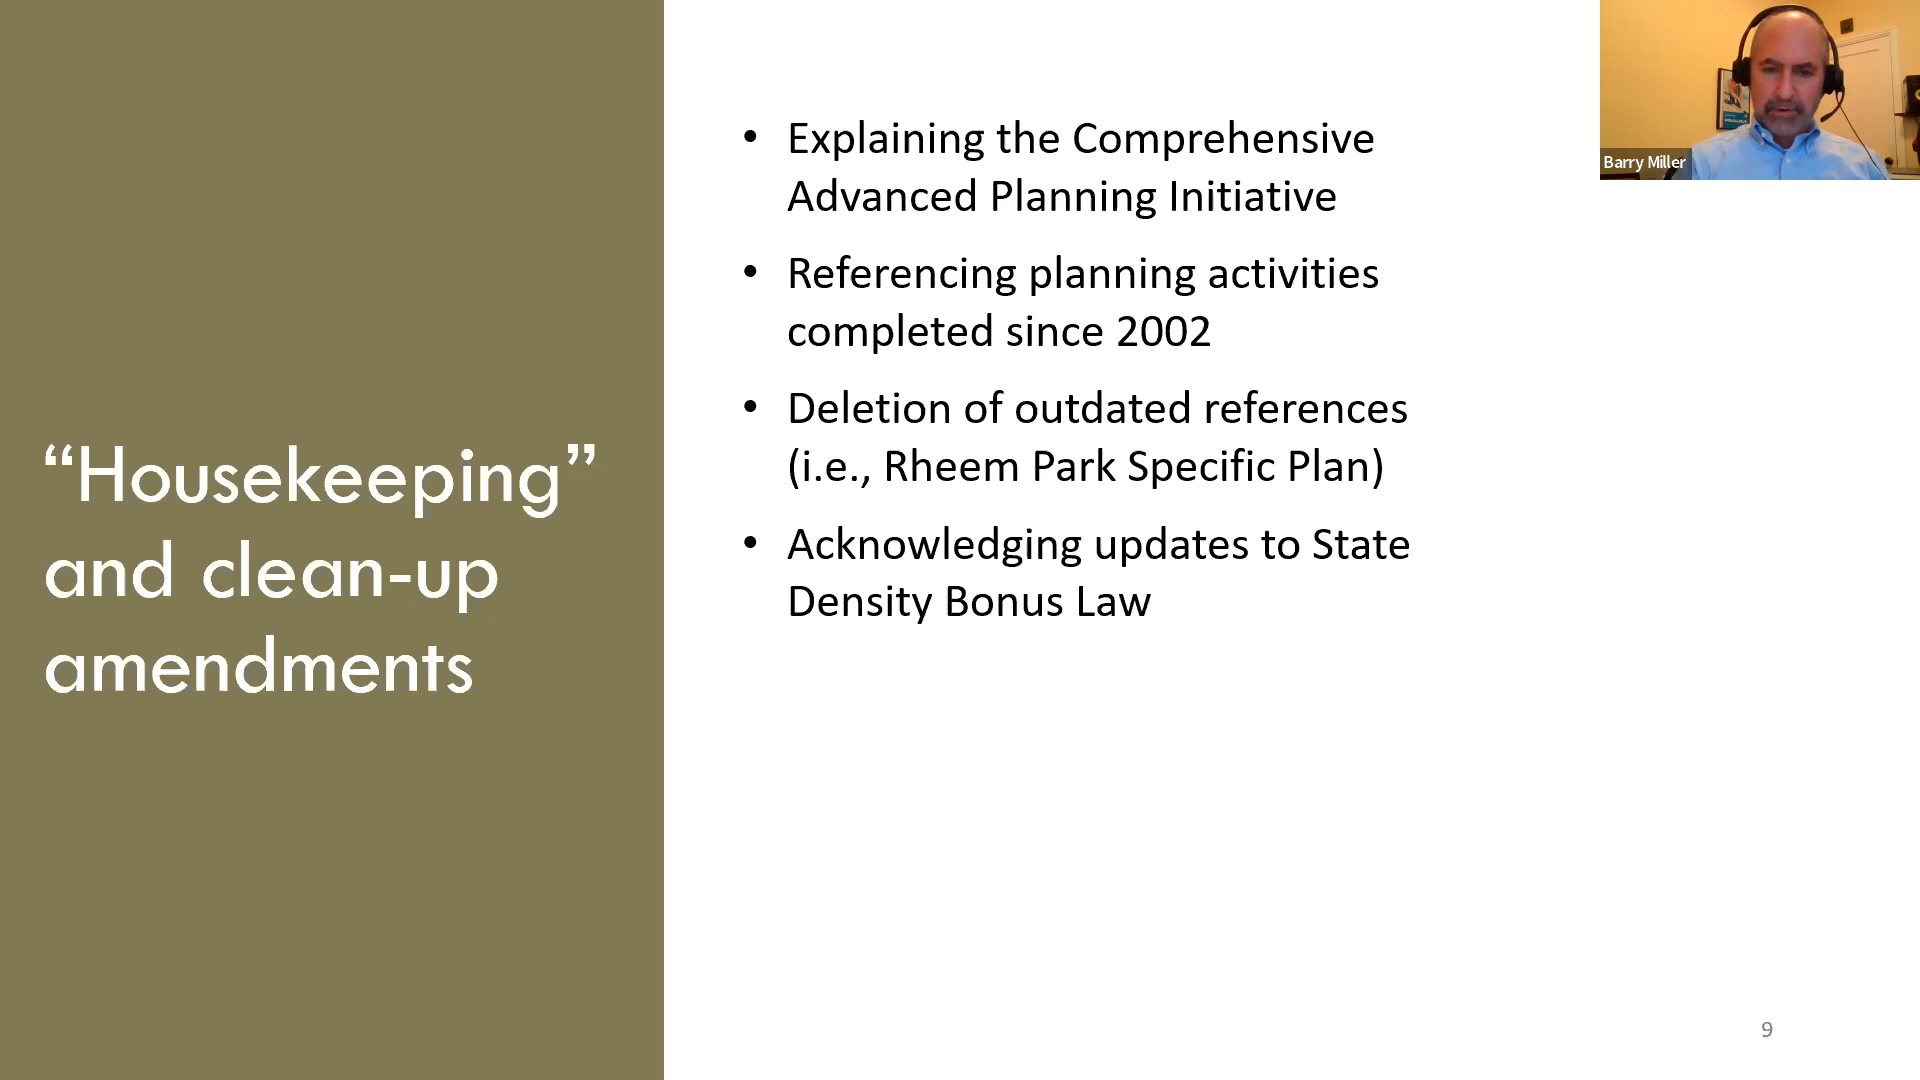 “Housekeeping”
and clean-up
amendments
• Explaining the Comprehensive
Advanced Planning Initiative
• Referencing planning activities
completed since 2002
• Deletion of outdated references
(i.e., Rheem Park Specific Plan)
• Acknowledging updates to State
Density Bonus Law
Barry Miller
9